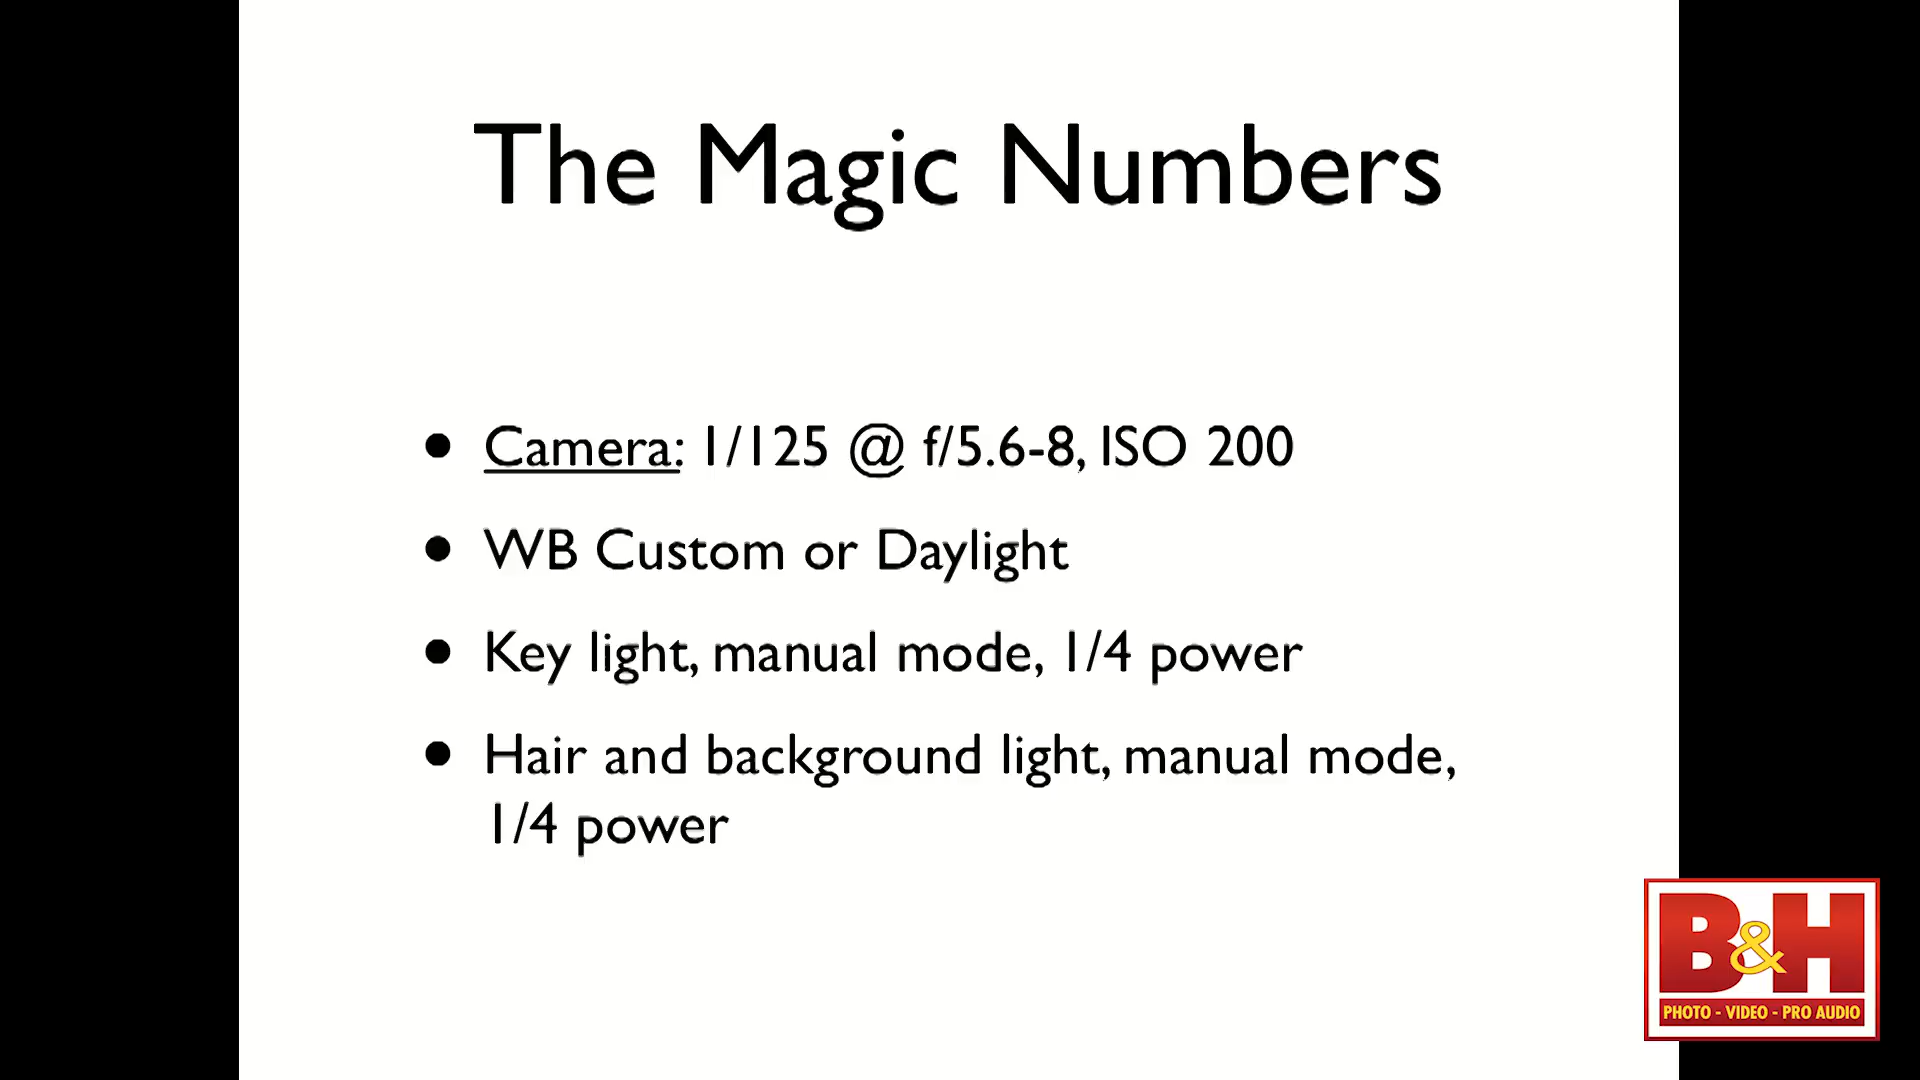 The Magic Numbers
• Camera: 1/125 @ f/5.6-8, ISO 200
• WB Custom or Daylight
• Key light, manual mode, 1/4 power
• Hair and background light, manual mode,
1/4 power
B&H
PHOTO - VIDEO - PRO AUDIO